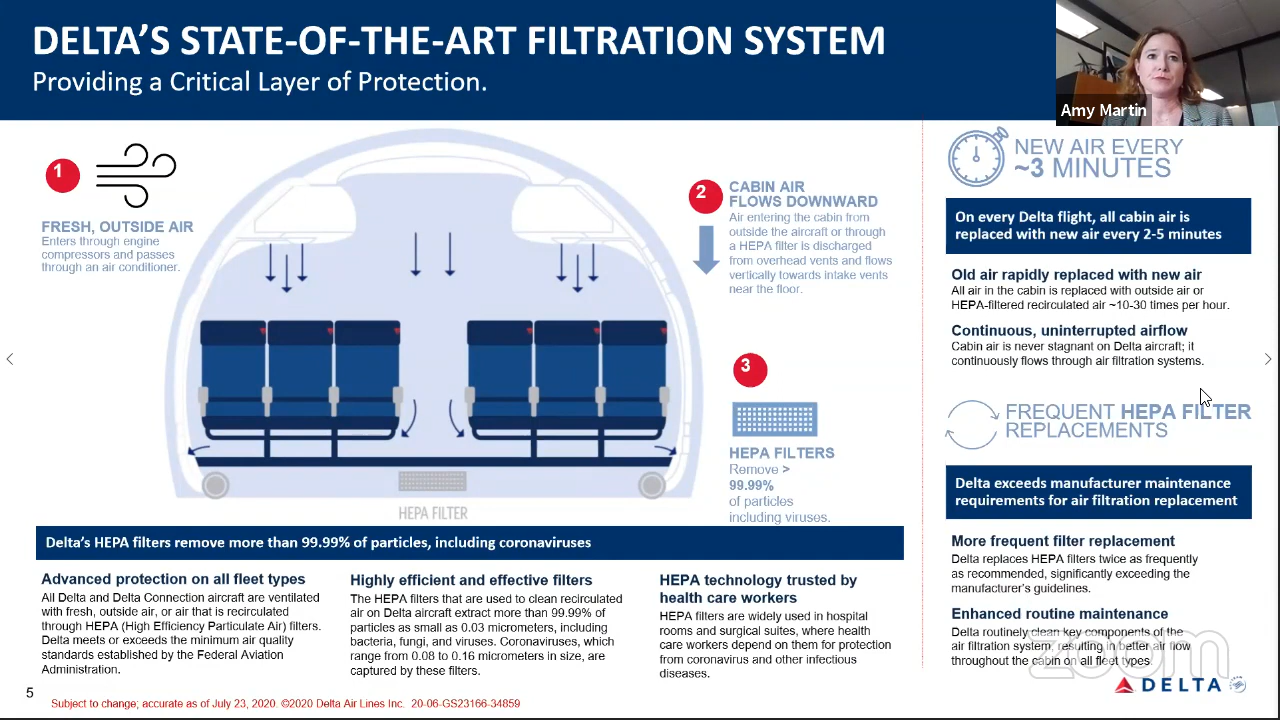 DELTA'S STATE-OF-THE-ART FILTRATION SYSTEM
Providing a Critical Layer of Protection.
Amy Martin
1
FRESH, OUTSIDE AIR
Enters through engine
compressors and passes
through an air conditioner.
2
CABIN AIR
FLOWS DOWNWARD
Air entering the cabin from
outside the aircraft or through
a HEPA filter is discharged
from overhead vents and flows
vertically towards intake vents
near the floor.
3
HEPA FILTERS
Remove >
99.99%
of particles
including viruses.
HEPA FILTER
Delta's HEPA filters remove more than 99.99% of particles, including coronaviruses
Advanced protection on all fleet types
All Delta and Delta Connection aircraft are ventilated
with fresh, outside air, or air that is recirculated
through HEPA (High Efficiency Particulate Air) filters.
Delta meets or exceeds the minimum air quality
standards established by the Federal Aviation
Administration.
Highly efficient and effective filters
The HEPA filters that are used to clean recirculated
air on Delta aircraft extract more than 99.99% of
particles as small as 0.03 micrometers, including
bacteria, fungi, and viruses. Coronaviruses, which
range from 0.08 to 0.16 micrometers in size, are
captured by these filters.
HEPA technology trusted by
health care workers
HEPA filters are widely used in hospital
rooms and surgical suites, where health
care workers depend on them for protection
from coronavirus and other infectious
diseases.
NEW AIR EVERY
~3 MINUTES
On every Delta flight, all cabin air is
replaced with new air every 2-5 minutes
Old air rapidly replaced with new air
All air in the cabin is replaced with outside air or
HEPA-filtered recirculated air ~10-30 times per hour.
Continuous, uninterrupted airflow
Cabin air is never stagnant on Delta aircraft; it
continuously flows through air filtration systems.
FREQUENT HEPA FILTER
REPLACEMENTS
Delta exceeds manufacturer maintenance
requirements for air filtration replacement
More frequent filter replacement
Delta replaces HEPA filters twice as frequently
as recommended, significantly exceeding the
manufacturer's guidelines.
Enhanced routine maintenance
Delta routinely clean key components of the
air filtration system, resulting in better air flow
throughout the cabin on all fleet types
zoom
DELTA
5
Subject to change; accurate as of July 23, 2020. ©2020 Delta Air Lines Inc. 20-06-GS23166-34859